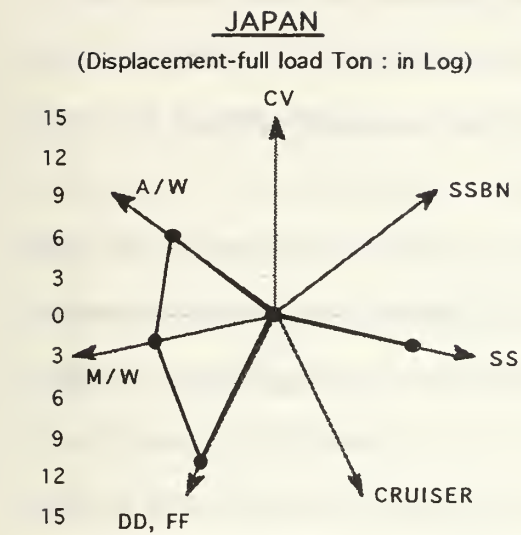 JAPAN
(Displacement-full load Ton : in Log)
CV
15
12
9
A/W
SSBN
6
3
0
3
M/W
SS
6
9
12
CRUISER
15
DD, FF